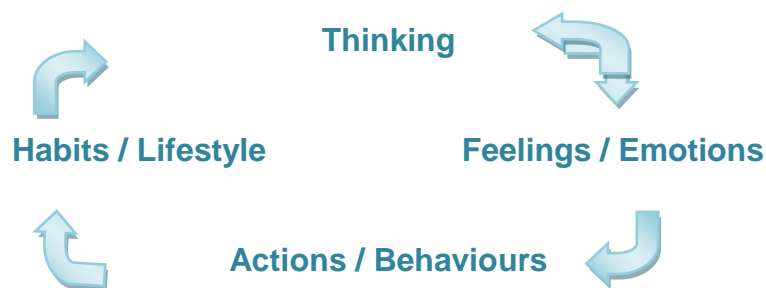 Thinking
Habits / Lifestyle
Feelings / Emotions
Actions / Behaviours